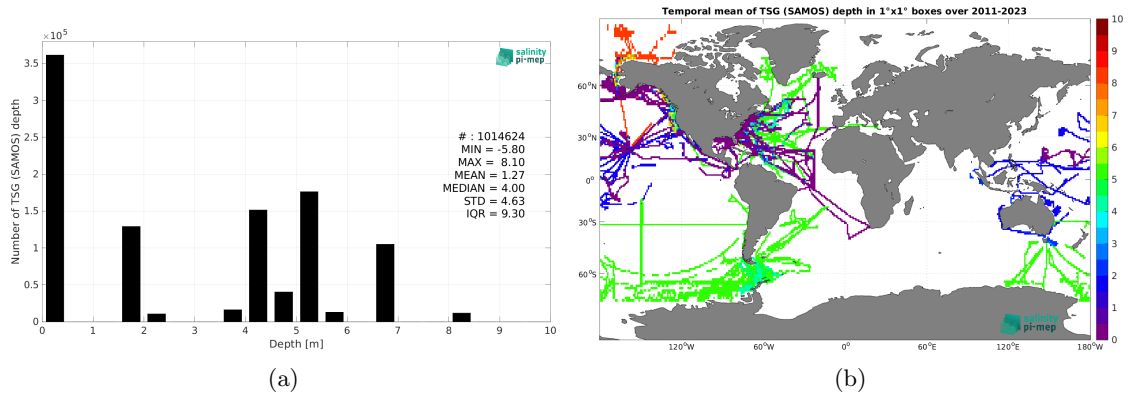 ×10⁵
3.5
3
2.5
2
1.5
1
0.5
0
Number of TSG (SAMOS) depth
salinity
pi-mep
# : 1014624
MIN = -5.80
MAX = 8.10
MEAN = 1.27
MEDIAN = 4.00
STD = 4.63
IQR = 9.30
0 1 2 3 4 5 6 7 8 9 10
Depth [m]
(a)
Temporal mean of TSG (SAMOS) depth in 1°x1° boxes over 2011-2023
60°N
30°N
0°
30°S
60°S
120°W 60°W 0° 60°E 120°E 180°W
salinity
pi-mep
10
9
8
7
6
5
4
3
2
1
0
(b)